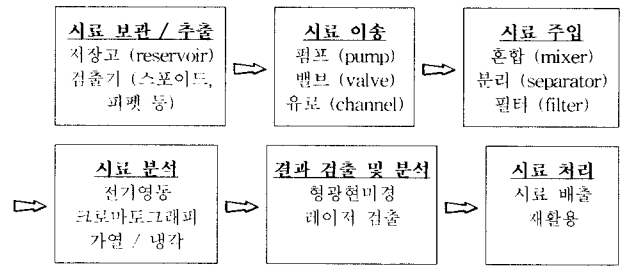 시료 보관 / 추출
저장고 (reservoir)
검출기 (스포이드,
피펫 등)
시료 이송
펌프 (pump)
밸브 (valve)
유로 (channel)
시료 주입
혼합 (mixer)
분리 (separator)
필터 (filter)
시료 분석
전기영동
크로마토그래피
가열 / 냉각
결과 검출 및 분석
형광현미경
레이저 검출
시료 처리
시료 배출
재활용